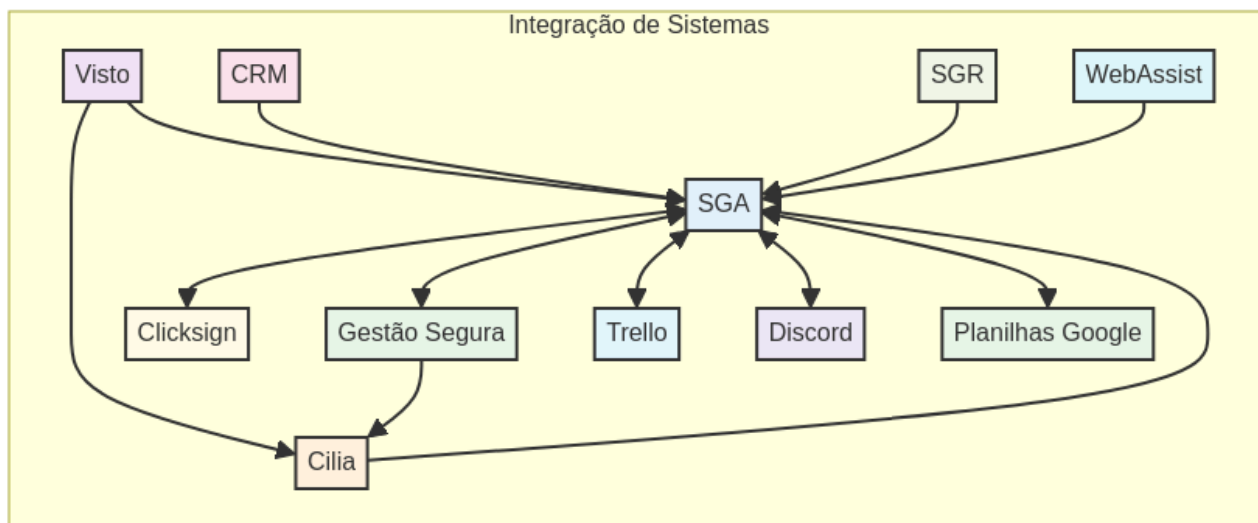 Integração de Sistemas
Visto
CRM
SGR
WebAssist
SGA
Clicksign
Gestão Segura
Trello
Discord
Planilhas Google
Cilia